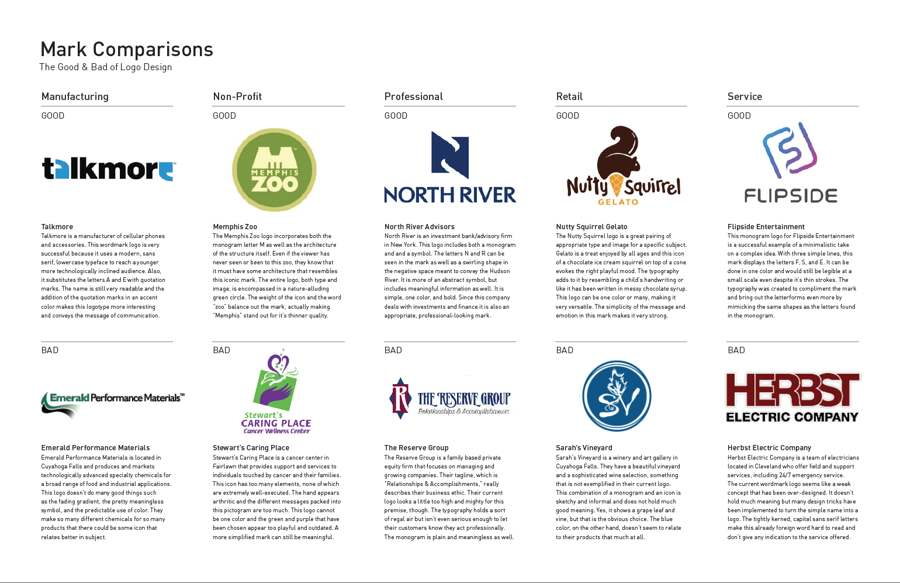 Mark Comparisons
The Good & Bad of Logo Design
Manufacturing
GOOD
talkmore
Talkmore
Talkmore is a manufacturer of cellular phones
and accessories. This wordmark logo is very
successful because it uses a modern, sans
serif, lowercase typeface to reach a younger,
more technologically inclined audience. Also,
it substitutes the letters A and E with quotation
marks. The name is still very readable and the
addition of the quotation marks in an accent
color makes this logotype more interesting
and conveys the message of communication.
Non-Profit
GOOD
MEMPHIS
ZOO
Memphis Zoo
The Memphis Zoo logo incorporates both the
monogram letter M as well as the architecture
of the structure itself. Even if the viewer has
never seen or been to this zoo, they know that
it must have some architecture that resembles
this iconic mark. The entire logo, both type and
image, is encompassed in a nature-alluding
green circle. The weight of the icon and the word
"zoo" balance out the mark, actually making
"Memphis" stand out for it's thinner quality.
Professional
GOOD
NORTH RIVER
North River Advisors
North River is an investment bank/advisory firm
in New York. This logo includes both a monogram
and and a symbol. The letters N and R can be
seen in the mark as well as a swirling shape in
the negative space meant to convey the Hudson
River. It is more of an abstract symbol, but
includes meaningful information as well. It is
simple, one color, and bold. Since this company
deals with investments and finance it is also an
appropriate, professional-looking mark.
Retail
GOOD
Nutty Squirrel
GELATO
Nutty Squirrel Gelato
The Nutty Squirrel logo is a great pairing of
appropriate type and image for a specific subject.
Gelato is a treat enjoyed by all ages and this icon
of a chocolate ice cream squirrel on top of a cone
evokes the right playful mood. The typography
adds to it by resembling a child's handwriting or
like it has been written in messy chocolate syrup.
This logo can be one color or many, making it
very versatile. The simplicity of the message and
emotion in this mark makes it very strong.
Service
GOOD
FLIPSIDE
Flipside Entertainment
This monogram logo for Flipside Entertainment
is a successful example of a minimalistic take
on a complex idea. With three simple lines, this
mark displays the letters F, S, and E. It can be
done in one color and would still be legible at a
small scale even despite it's thin strokes. The
typography was created to compliment the mark
and bring out the letterforms even more by
mimicking the same shapes as the letters found
in the monogram.
BAD
Emerald Performance Materials™
Emerald Performance Materials
Emerald Performance Materials is located in
Cuyahoga Falls and produces and markets
technologically advanced specialty chemicals for
a broad range of food and industrial applications.
This logo doesn't do many good things such
as the fading gradient, the pretty meaningless
symbol, and the predictable use of color. They
make so many different chemicals for so many
products that there could be some icon that
relates better in subject.
BAD
Stewart's
CARING PLACE
Cancer Wellness Center
Stewart's Caring Place
Stewart's Caring Place is a cancer center in
Fairlawn that provides support and services to
individuals touched by cancer and their families.
This icon has too many elements, none of which
are extremely well-executed. The hand appears
arthritic and the different messages packed into
this pictogram are too much. This logo cannot
be one color and the green and purple that have
been chosen appear too playful and outdated. A
more simplified mark can still be meaningful.
BAD
R
THE RESERVE GROUP
Relationships & Accomplishments
The Reserve Group
The Reserve Group is a family based private
equity firm that focuses on managing and
growing companies. Their tagline, which is
"Relationships & Accomplishments," really
describes their business ethic. Their current
logo looks a little too high and mighty for this
premise, though. The typography holds a sort
of regal air but isn't even serious enough to let
their customers know they act professionally.
The monogram is plain and meaningless as well.
BAD
SV
Sarah's Vineyard
Sarah's Vineyard is a winery and art gallery in
Cuyahoga Falls. They have a beautiful vineyard
and a sophisticated wine selection, something
that is not exemplified in their current logo.
This combination of a monogram and an icon is
sketchy and informal and does not hold much
good meaning. Yes, it shows a grape leaf and
vine, but that is the obvious choice. The blue
color, on the other hand, doesn't seem to relate
to their products that much at all.
BAD
HERBST
ELECTRIC COMPANY
Herbst Electric Company
Herbst Electric Company is a team of electricians
located in Cleveland who offer field and support
services, including 24/7 emergency service.
The current wordmark logo seems like a weak
concept that has been over-designed. It doesn't
hold much meaning but many design tricks have
been implemented to turn the simple name into a
logo. The tightly kerned, capital sans serif letters
make this already foreign word hard to read and
don't give any indication to the service offered.